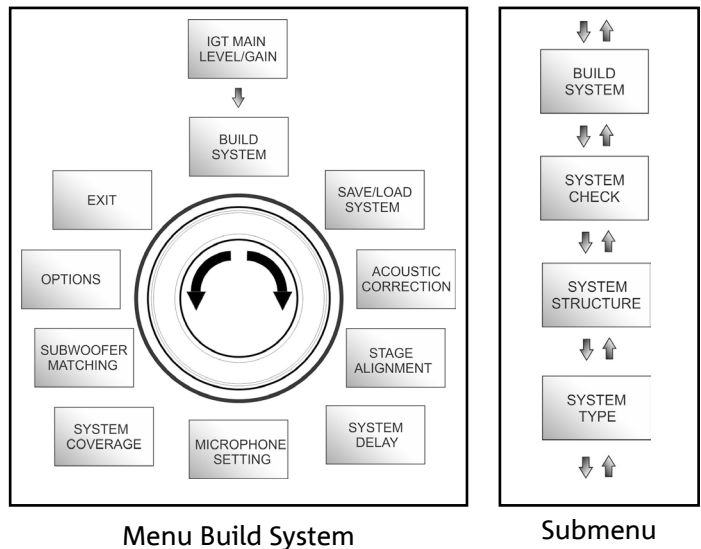 IGT MAIN
LEVEL/GAIN
BUILD
SYSTEM
SAVE/LOAD
SYSTEM
ACOUSTIC
CORRECTION
STAGE
ALIGNMENT
SYSTEM
DELAY
MICROPHONE
SETTING
SYSTEM
COVERAGE
SUBWOOFER
MATCHING
OPTIONS
EXIT
Menu Build System
BUILD
SYSTEM
SYSTEM
CHECK
SYSTEM
STRUCTURE
SYSTEM
TYPE
Submenu